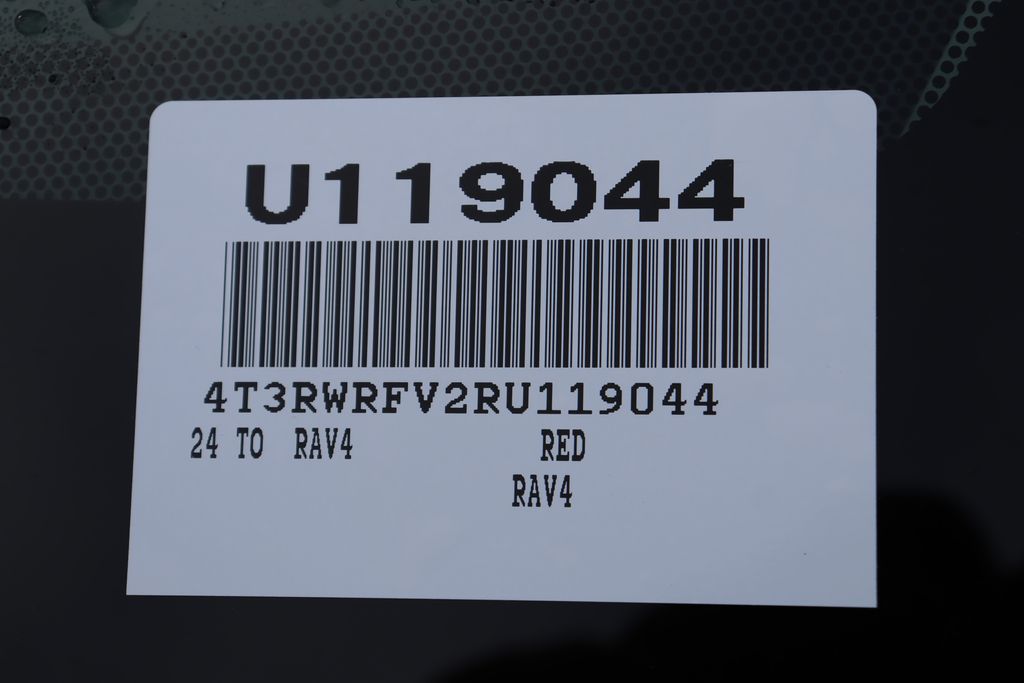 U119044
4T3RWRFV2RU119044
24 TO RAV4 RED
RAV4